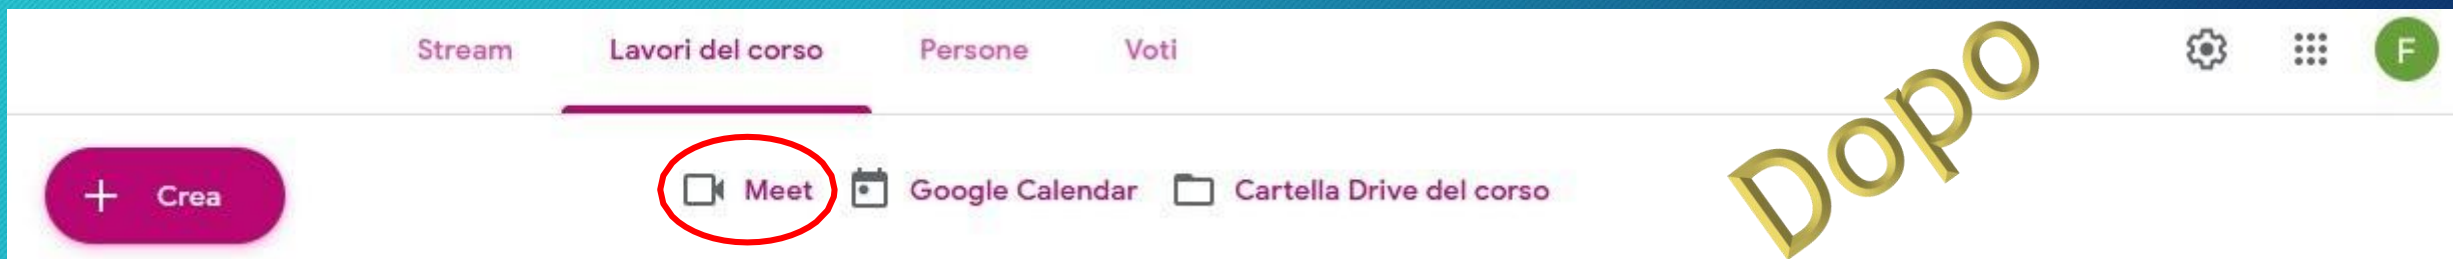 Stream Lavori del corso Persone Voti F
Dopo
+ Crea Meet Google Calendar Cartella Drive del corso